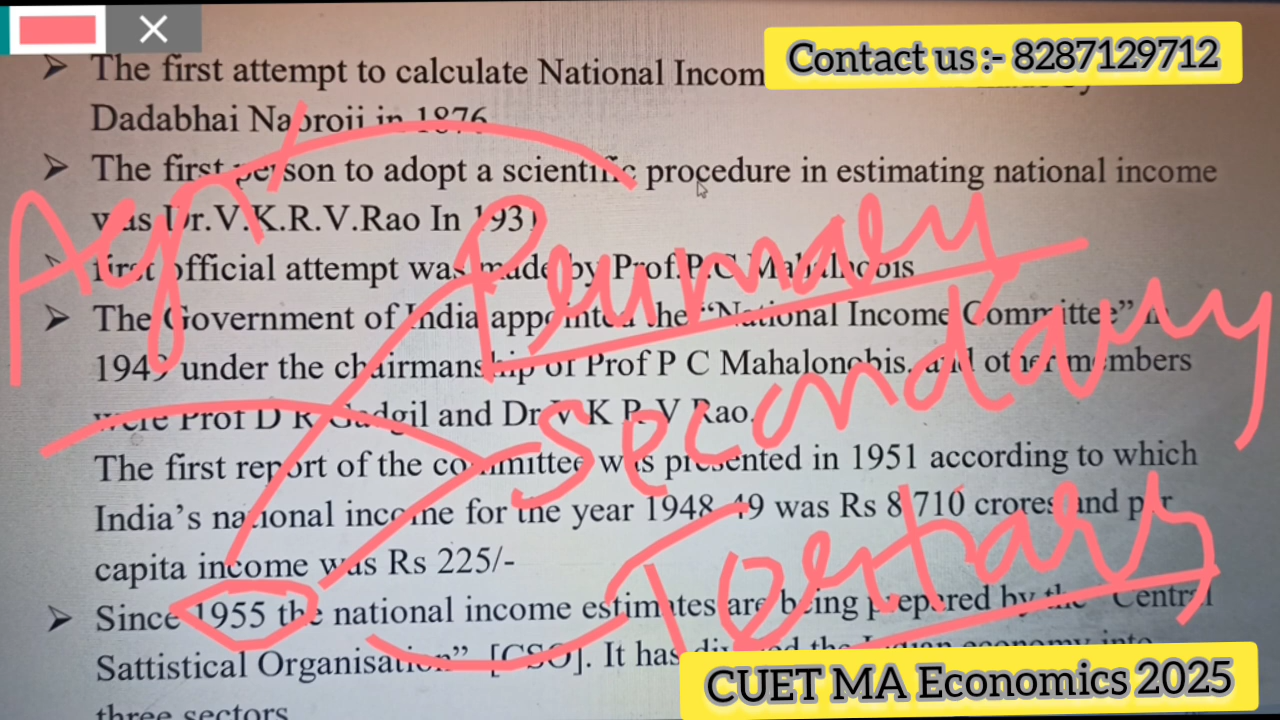 Contact us :- 8287129712
The first attempt to calculate National Incom
Dadabhai Naoroji in 1876
The first person to adopt a scientific procedure in estimating national income
was Dr.V.K.R.V.Rao In 1931
first official attempt was made by Prof.P.C Mahalnobis
The Government of India appointed the “National Income Committee” in
1949 under the chairmanship of Prof P C Mahalonobis, and other members
were Prof D R Gadgil and Dr V K R V Rao.
The first report of the committee was presented in 1951 according to which
India’s national income for the year 1948-49 was Rs 8,710 crores and per
capita income was Rs 225/-
Since 1955 the national income estimates are being prepared by the “Central
Sattistical Organisation” [CSO]. It has divided the Indian economy into
three sectors
Primary
Secondary
Tertiary
CUET MA Economics 2025